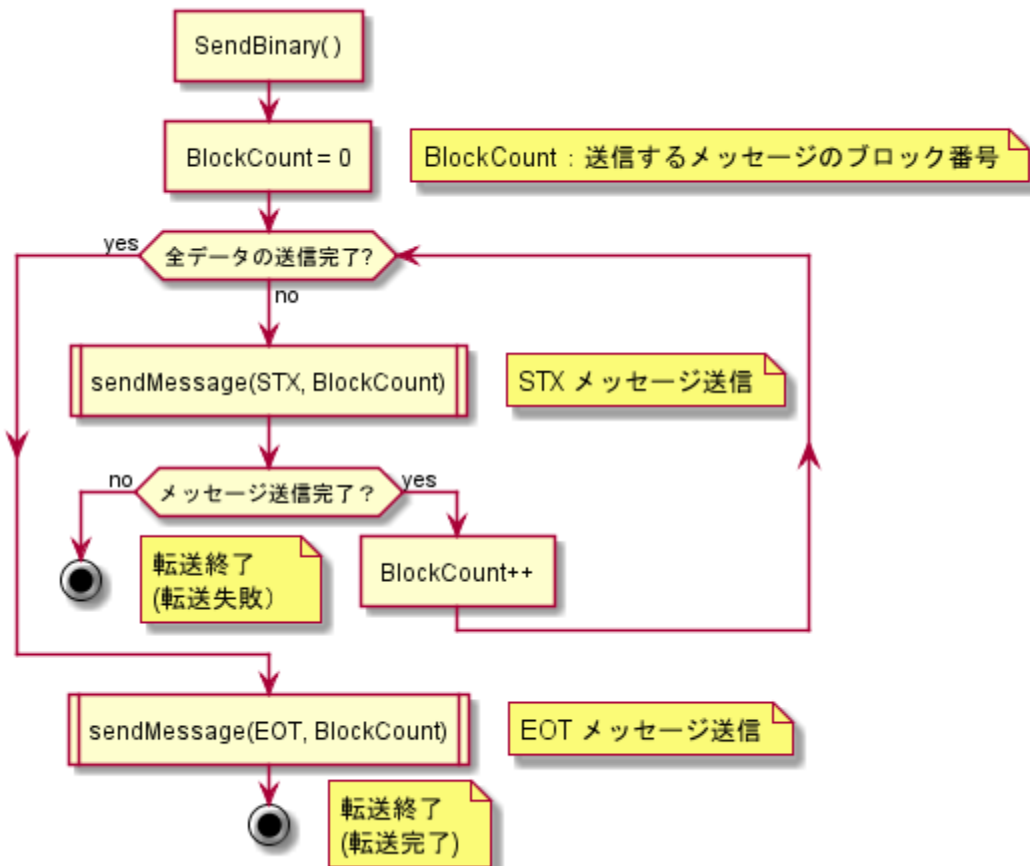 SendBinary()
BlockCount = 0
BlockCount：送信するメッセージのブロック番号
yes
全データの送信完了?
no
sendMessage(STX, BlockCount)
STX メッセージ送信
no
メッセージ送信完了？
yes
転送終了
(転送失敗）
BlockCount++
sendMessage(EOT, BlockCount)
EOT メッセージ送信
転送終了
(転送完了)